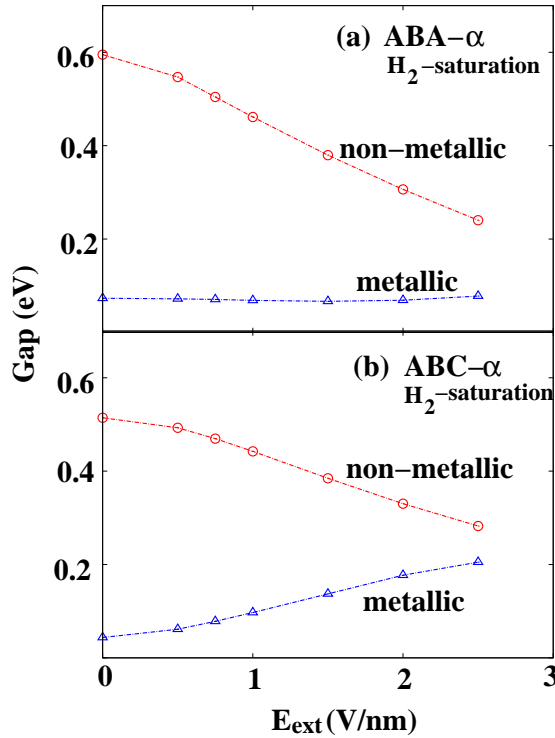 (a) ABA−α
H2−saturation
0.6
non−metallic
0.4
0.2
metallic
Gap (eV)
(b) ABC−α
H2−saturation
0.6
non−metallic
0.4
0.2
metallic
0 1 2 3
Eext (V/nm)